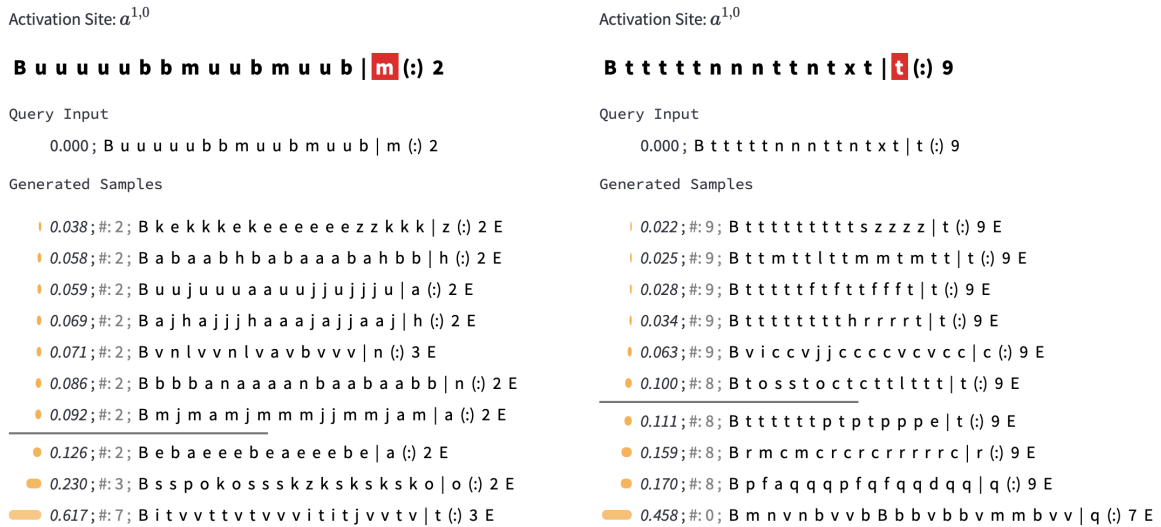 Activation Site: a^{1,0}
B u u u u u b b m u u b m u u b | m (:) 2
Query Input
0.000; B u u u u u b b m u u b m u u b | m (:) 2
Generated Samples
0.038; #: 2; B k e k k k e k e e e e e e z z k k k | z (:) 2 E
0.058; #: 2; B a b a a b h b a b a a a b a h b b | h (:) 2 E
0.059; #: 2; B u u j u u u a u u j j u j j j u | a (:) 2 E
0.069; #: 2; B a j h a j j j h a a a j a j j a a j | h (:) 2 E
0.071; #: 2; B v n l v v n l v a v b v v v | n (:) 3 E
0.086; #: 2; B b b b a n a a a a n b a a b a a b b | n (:) 2 E
0.092; #: 2; B m j m a m j m m m j j m m j a m | a (:) 2 E
0.126; #: 2; B e b a e e e b e a e e e b e | a (:) 2 E
0.230; #: 3; B s s p o k o s s s s k z k s k s k s k o | o (:) 2 E
0.617; #: 7; B i t v v t t v t v v v i t i t j v v t v | t (:) 3 E
Activation Site: a^{1,0}
B t t t t t n n n t t n t x t | t (:) 9
Query Input
0.000; B t t t t t n n n t t n t x t | t (:) 9
Generated Samples
0.022; #: 9; B t t t t t t t t t s z z z z | t (:) 9 E
0.025; #: 9; B t t m t t l t t m m t m t t | t (:) 9 E
0.028; #: 9; B t t t t t f t f t t f f f t | t (:) 9 E
0.034; #: 9; B t t t t t t t t h r r r r t | t (:) 9 E
0.063; #: 9; B v i c c v j j c c c c v c v c c | c (:) 9 E
0.100; #: 8; B t o s s t o c t c t t l t t t | t (:) 9 E
0.111; #: 8; B t t t t t t p t p t p p p e | t (:) 9 E
0.159; #: 8; B r m c m c r c r c r r r r r c | r (:) 9 E
0.170; #: 8; B p f a q q q p f q f q q d q q | q (:) 9 E
0.458; #: 0; B m n v n b v v b B b b v b b v m m b v v | q (:) 7 E